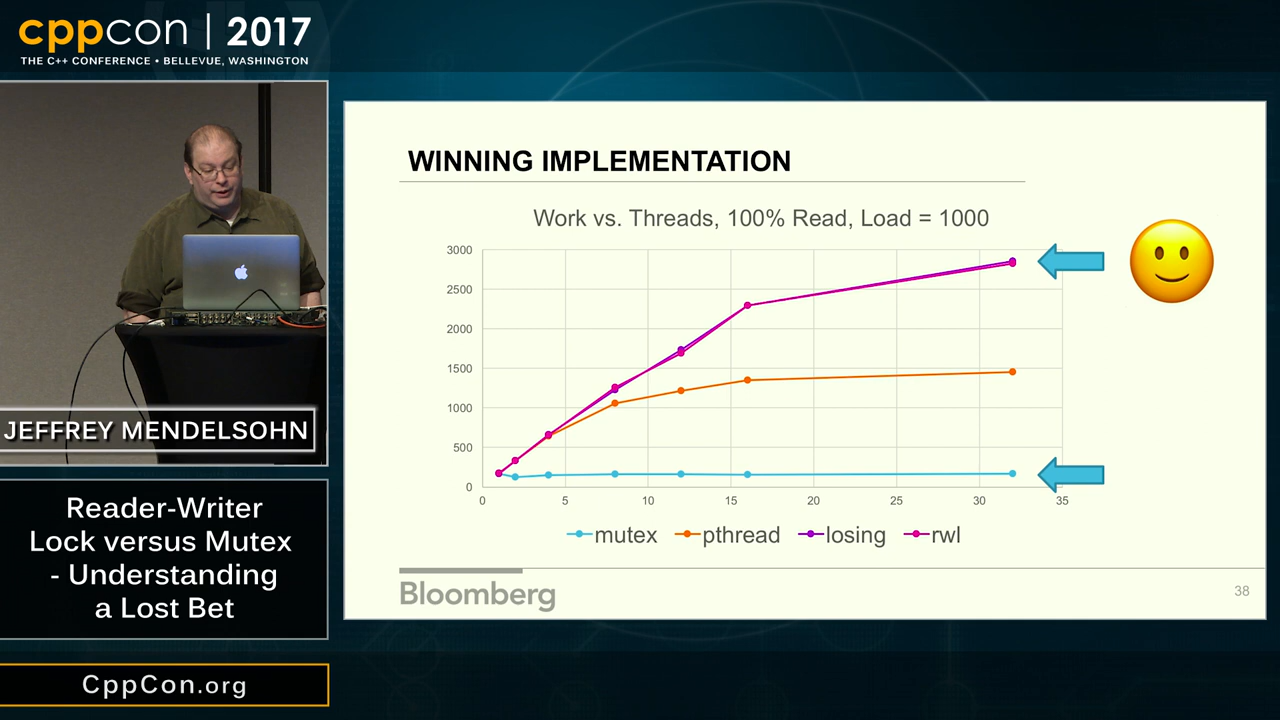 cppcon | 2017
THE C++ CONFERENCE • BELLEVUE, WASHINGTON
JEFFREY MENDELSOHN
Reader-Writer
Lock versus Mutex
- Understanding
a Lost Bet
CppCon.org
WINNING IMPLEMENTATION
Work vs. Threads, 100% Read, Load = 1000
3000
2500
2000
1500
1000
500
0
0 5 10 15 20 25 30 35
mutex pthread losing rwl
Bloomberg
38